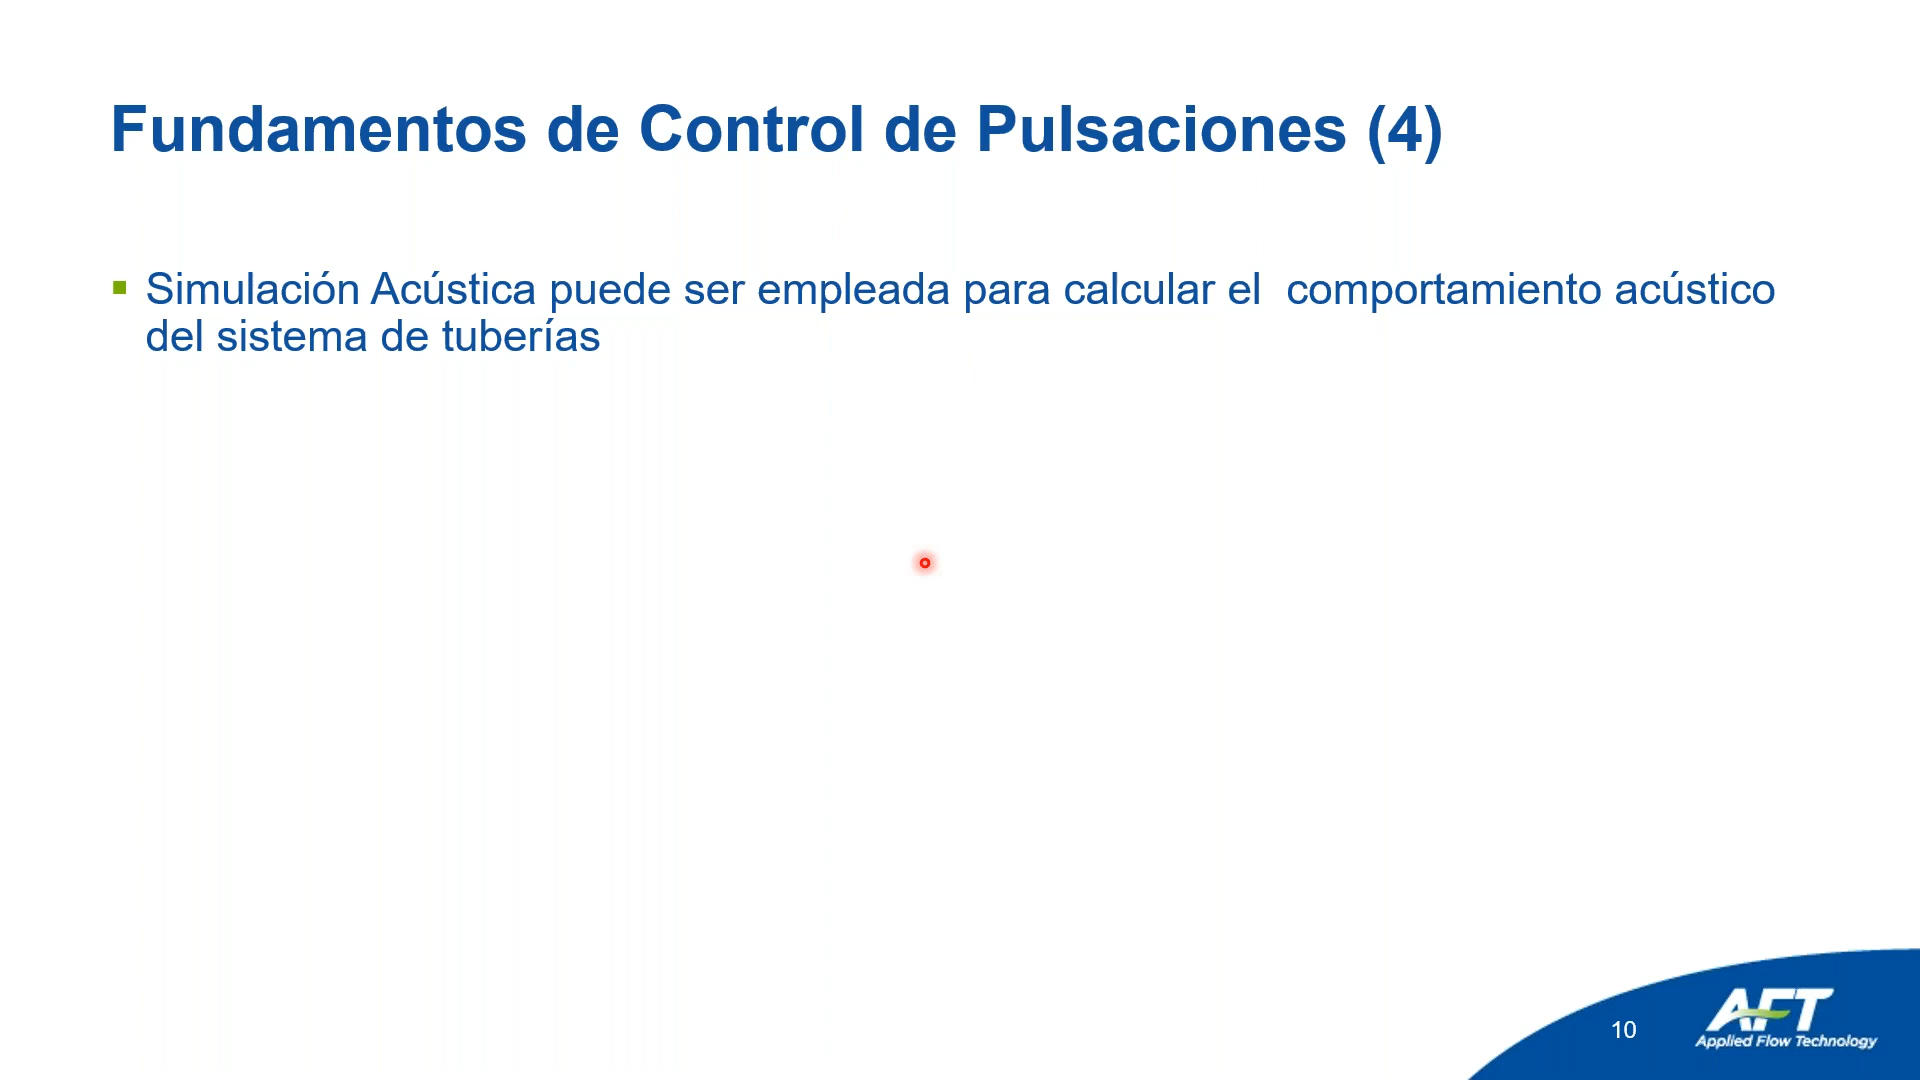 Fundamentos de Control de Pulsaciones (4)
Simulación Acústica puede ser empleada para calcular el  comportamiento acústico
del sistema de tuberías
10
AFT
Applied Flow Technology